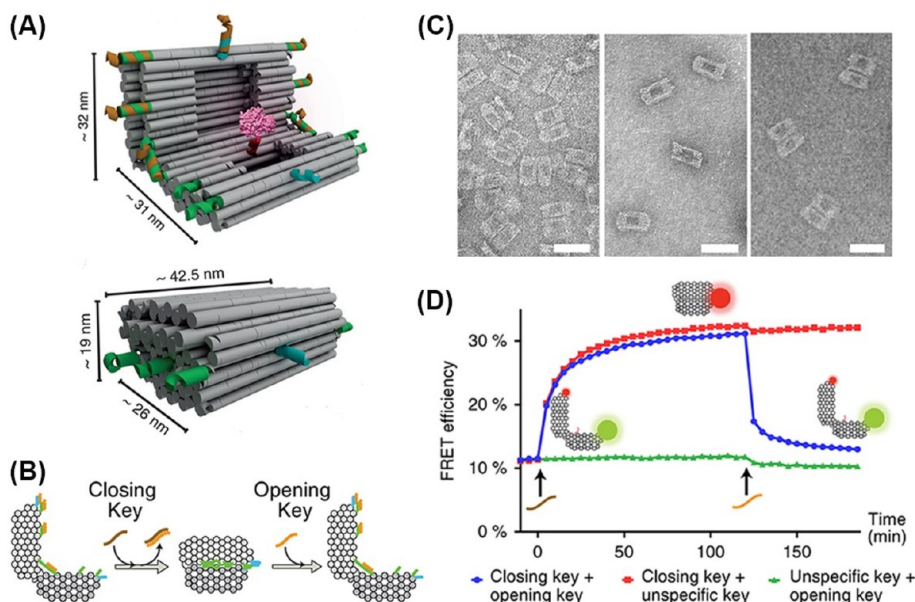 (A)
~ 32 nm
~ 31 nm
~ 42.5 nm
~ 19 nm
~ 26 nm
(B)
Closing
Key
Opening
Key
(C)
(D)
FRET efficiency
30 %
20 %
10 %
0 %
0
50
100
150
Time
(min)
Closing key +
opening key
Closing key +
unspecific key
Unspecific key +
opening key